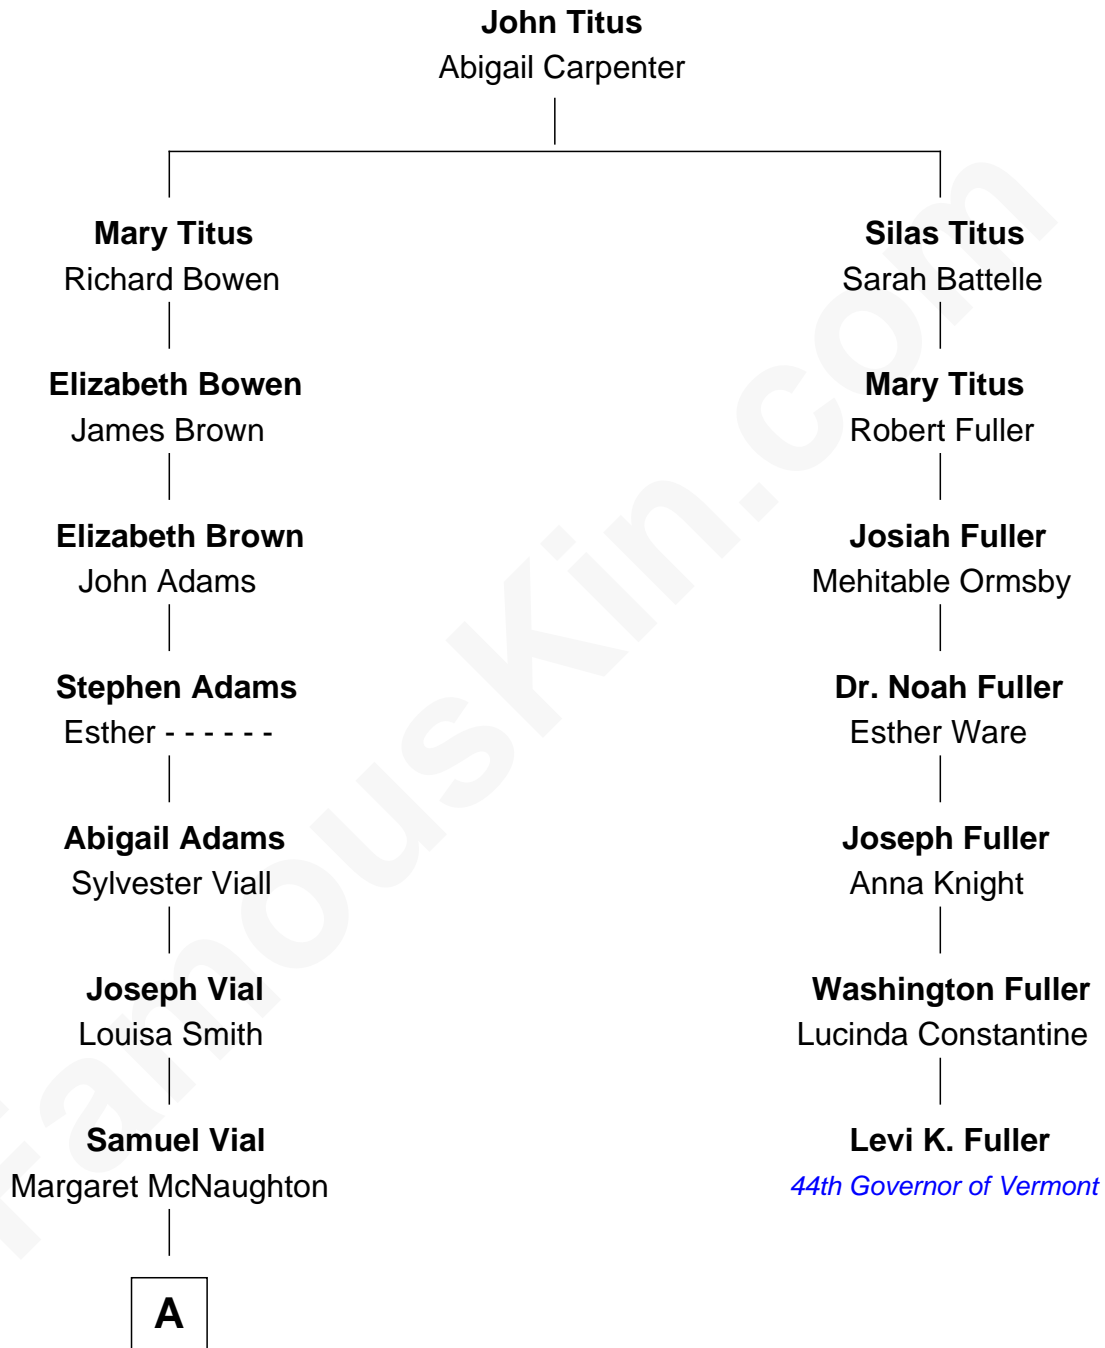 John Titus
Abigail Carpenter
Mary Titus
Richard Bowen
Elizabeth Bowen
James Brown
Elizabeth Brown
John Adams
Stephen Adams
Esther - - - - - -
Abigail Adams
Sylvester Viall
Joseph Vial
Louisa Smith
Samuel Vial
Margaret McNaughton
A
Silas Titus
Sarah Battelle
Mary Titus
Robert Fuller
Josiah Fuller
Mehitable Ormsby
Dr. Noah Fuller
Esther Ware
Joseph Fuller
Anna Knight
Washington Fuller
Lucinda Constantine
Levi K. Fuller
44th Governor of Vermont
FamousKin.com